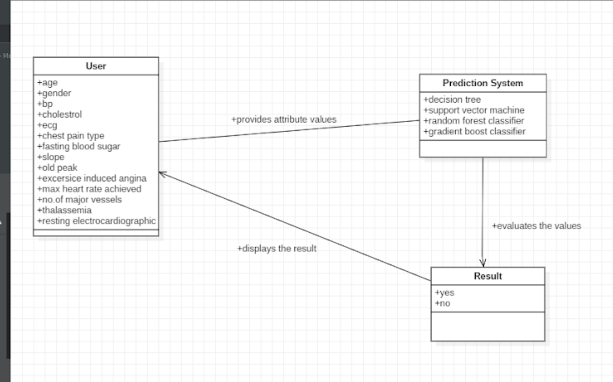 User
+age
+gender
+bp
+cholestrol
+ecg
+chest pain type
+fasting blood sugar
+slope
+old peak
+excersice induced angina
+max heart rate achieved
+no.of major vessels
+thalassemia
+resting electrocardiographic
+provides attribute values
Prediction System
+decision tree
+support vector machine
+random forest classifier
+gradient boost classifier
+evaluates the values
+displays the result
Result
+yes
+no